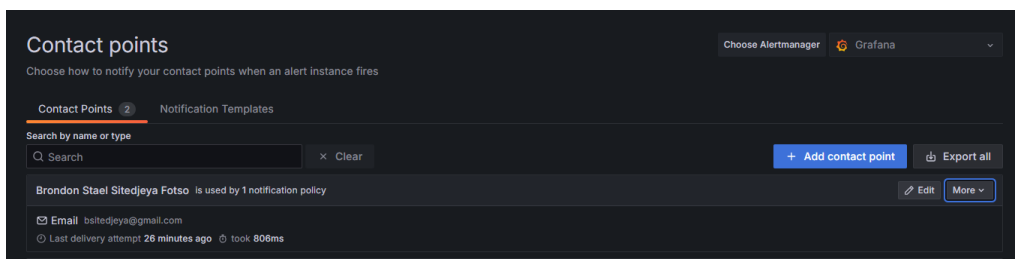 Contact points
Choose Alertmanager
Grafana
Choose how to notify your contact points when an alert instance fires
Contact Points 2
Notification Templates
Search by name or type
Search
Clear
+ Add contact point
Export all
Brondon Stael Sitedjeya Fotso is used by 1 notification policy
Edit
More
Email bsitedjeya@gmail.com
Last delivery attempt 26 minutes ago took 806ms